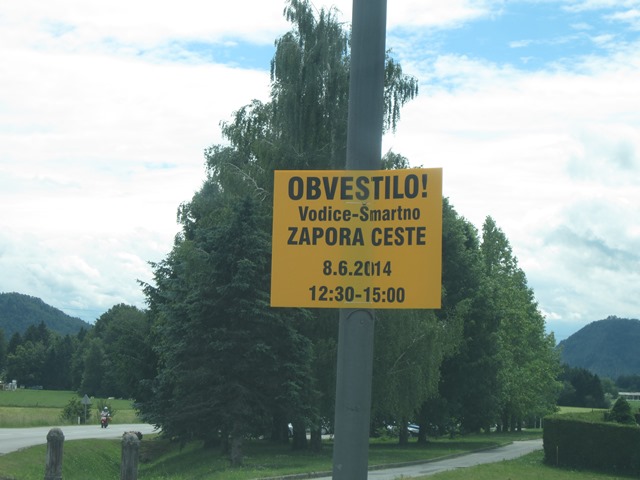 OBVESTILO!
Vodice-Šmartno
ZAPORA CESTE
8.6.2014
12:30-15:00